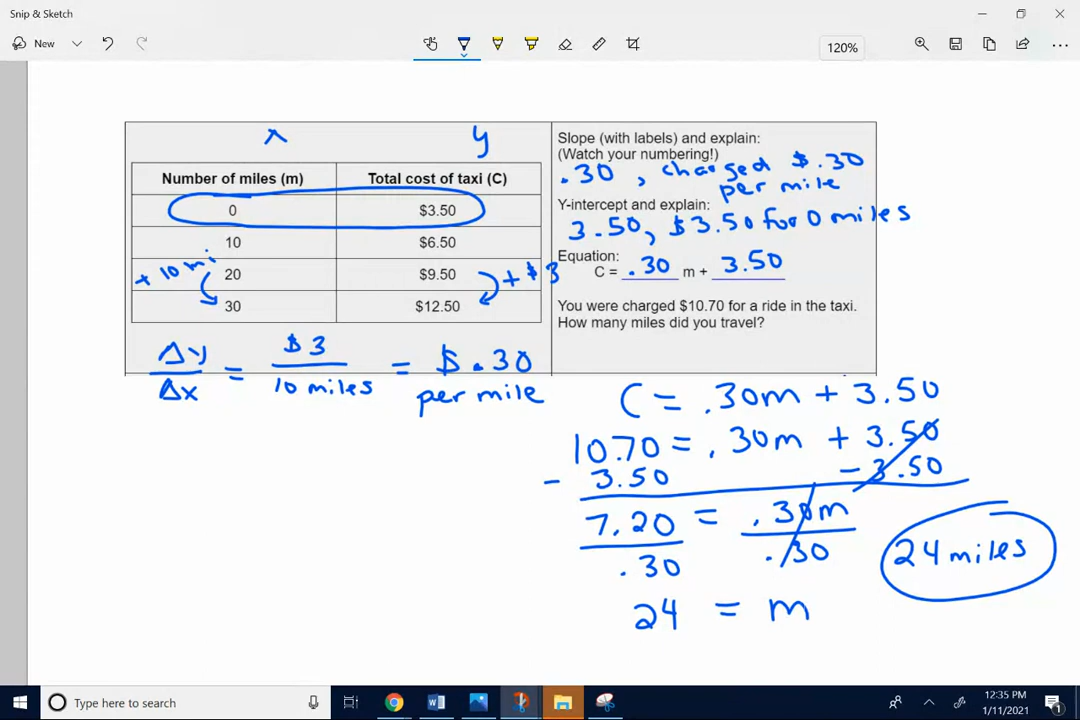 Snip & Sketch
New
120%
x
y
Number of miles (m) Total cost of taxi (C)
0 $3.50
10 $6.50
20 $9.50
30 $12.50
+10 mi
+ $3
Δy/Δx = $3/10 miles = $.30 per mile
Slope (with labels) and explain:
(Watch your numbering!)
.30, charged $.30
per mile
Y-intercept and explain:
3.50, $3.50 for 0 miles
Equation:
C = .30 m + 3.50
You were charged $10.70 for a ride in the taxi.
How many miles did you travel?
C = .30m + 3.50
10.70 = .30m + 3.50
- 3.50 - 3.50
7.20 = .30m
.30 .30
24 = m
24 miles
Type here to search
12:35 PM
1/11/2021
1